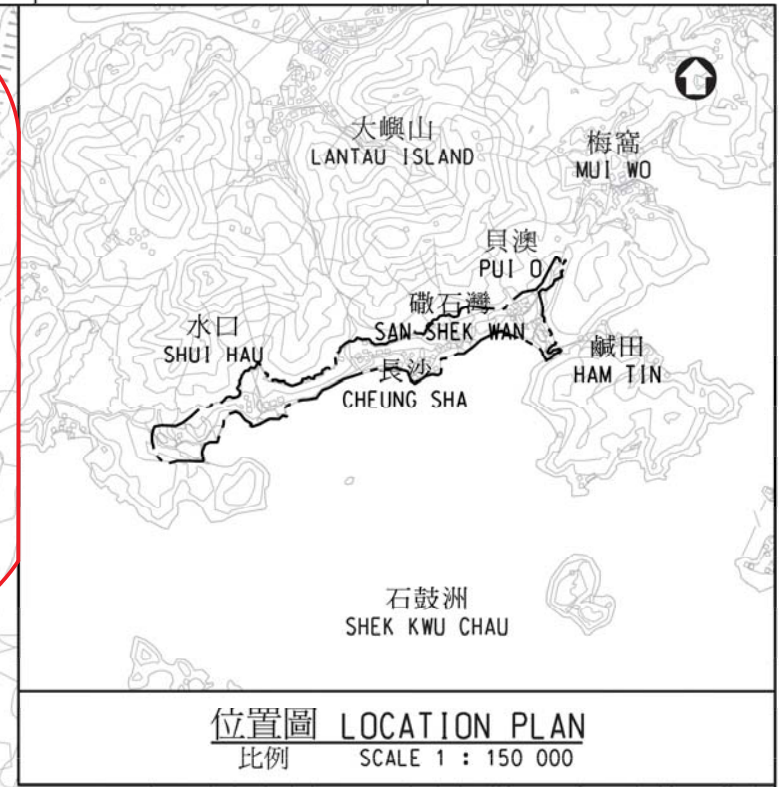 大嶼山
LANTAU ISLAND
梅窩
MUI WO
貝澳
PUI O
磡石灣
SAN SHEK WAN
水口
SHUI HAU
鹹田
HAM TIN
長沙
CHEUNG SHA
石鼓洲
SHEK KWU CHAU
位置圖 LOCATION PLAN
比例 SCALE 1 : 150 000